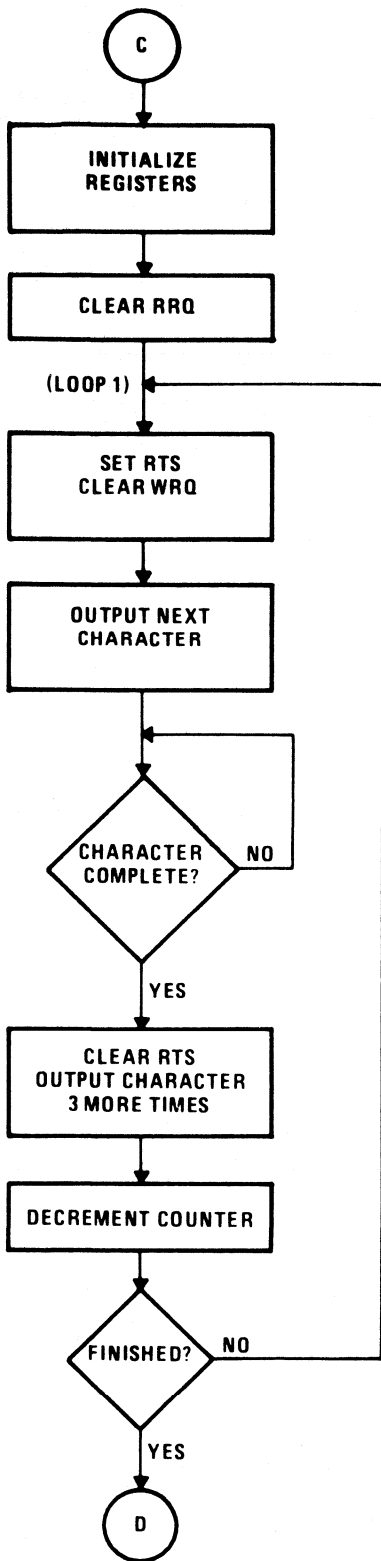 C
INITIALIZE
REGISTERS
CLEAR RRQ
(LOOP 1)
SET RTS
CLEAR WRQ
OUTPUT NEXT
CHARACTER
CHARACTER
COMPLETE?
NO
YES
CLEAR RTS
OUTPUT CHARACTER
3 MORE TIMES
DECREMENT COUNTER
FINISHED?
NO
YES
D